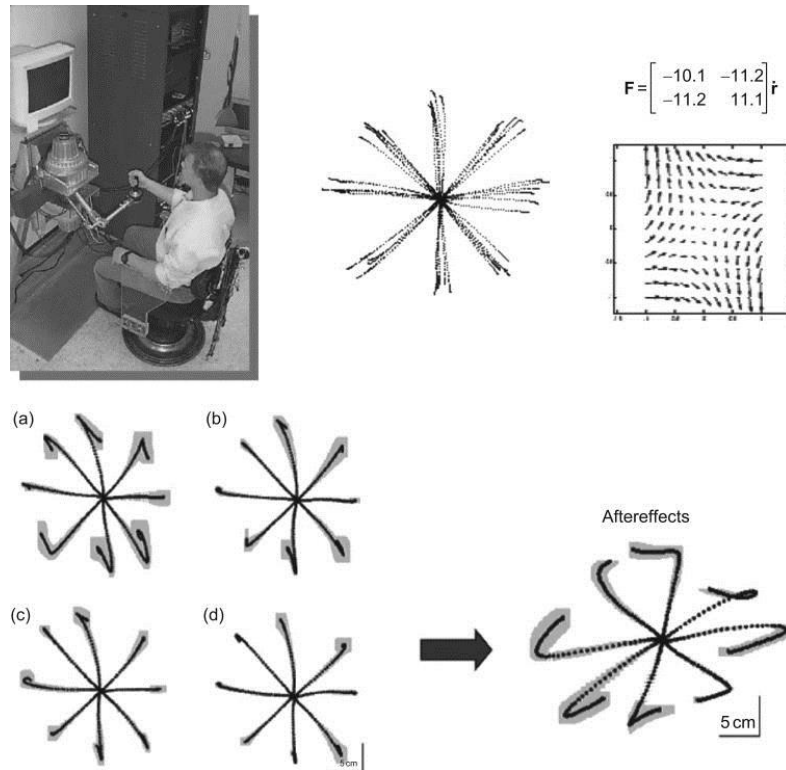 F = [ −10.1 −11.2
−11.2 11.1 ] ṙ
(a)
(b)
Aftereffects
(c)
(d)
5 cm
5 cm